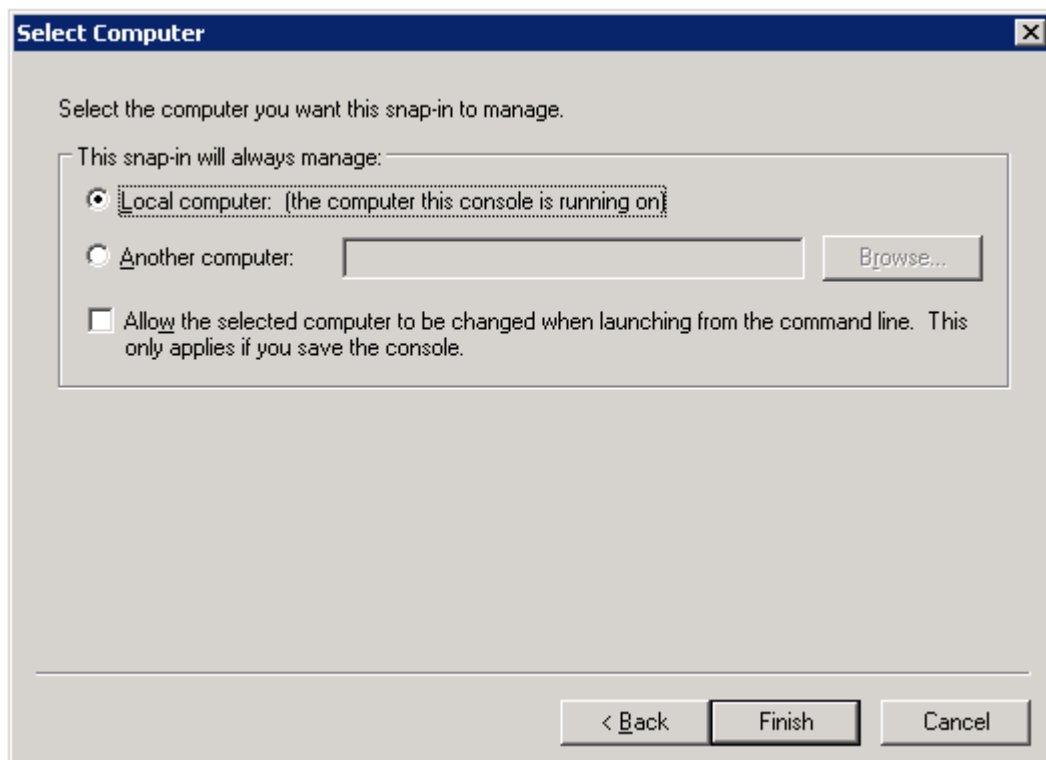 Select Computer
Select the computer you want this snap-in to manage.
This snap-in will always manage:
Local computer:  (the computer this console is running on)
Another computer:
Browse...
Allow the selected computer to be changed when launching from the command line.  This
only applies if you save the console.
< Back
Finish
Cancel